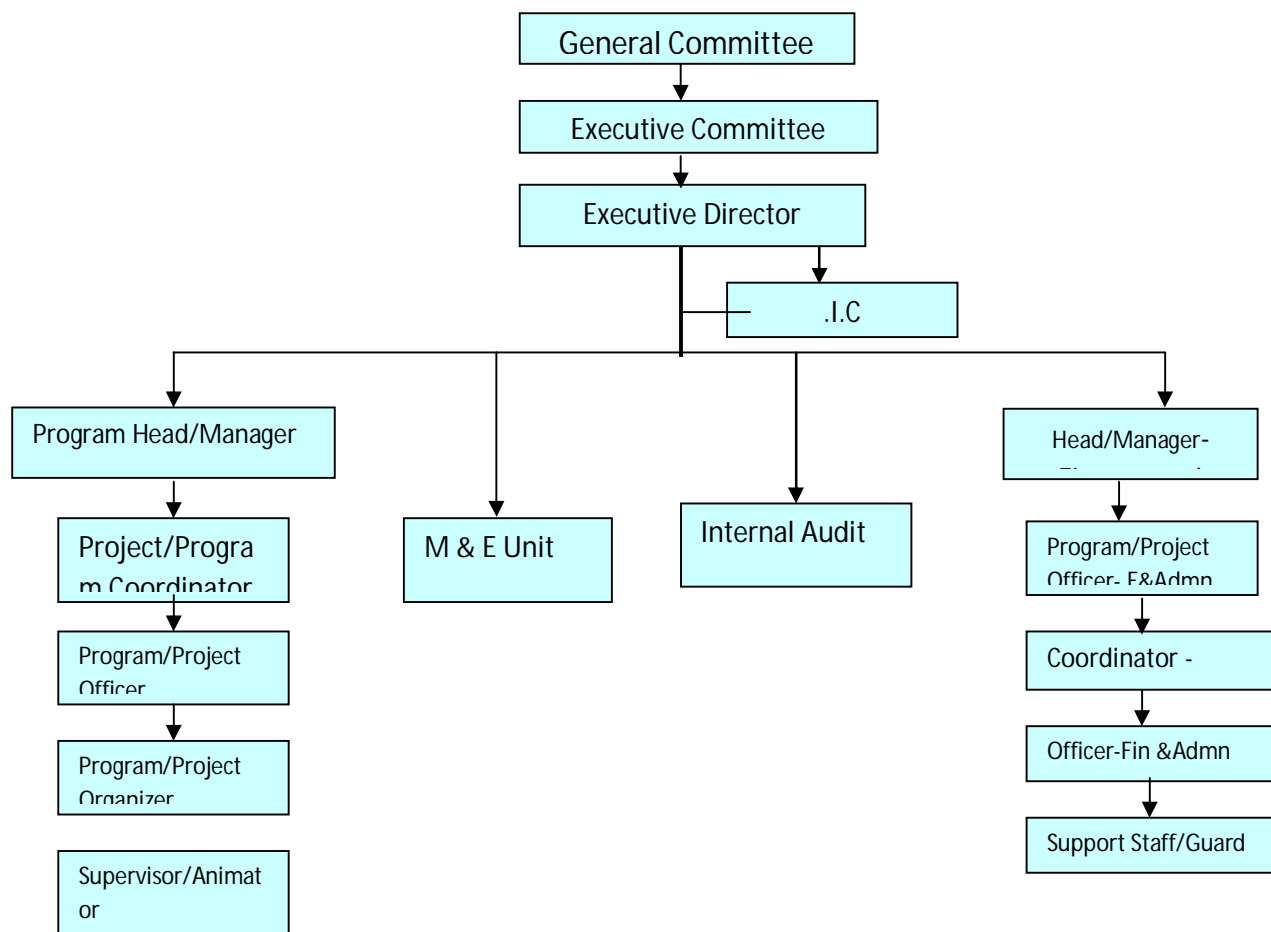 General Committee
Executive Committee
Executive Director
.I.C
Program Head/Manager
Head/Manager-
Project/Progra
m Coordinator
M & E Unit
Internal Audit
Program/Project
Officer- F&Admn
Program/Project
Officer
Coordinator -
Program/Project
Organizer
Officer-Fin &Admn
Supervisor/Animat
or
Support Staff/Guard